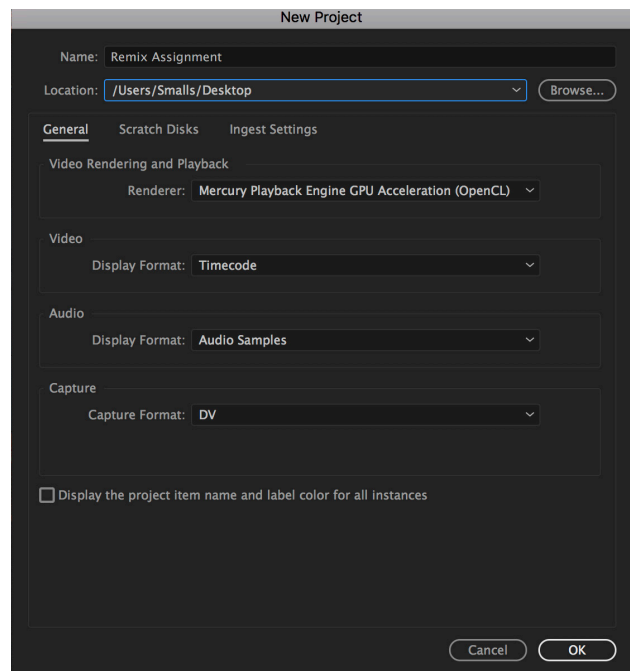 New Project
Name: Remix Assignment
Location: /Users/Smalls/Desktop Browse...
General Scratch Disks Ingest Settings
Video Rendering and Playback
Renderer: Mercury Playback Engine GPU Acceleration (OpenCL)
Video
Display Format: Timecode
Audio
Display Format: Audio Samples
Capture
Capture Format: DV
Display the project item name and label color for all instances
Cancel OK